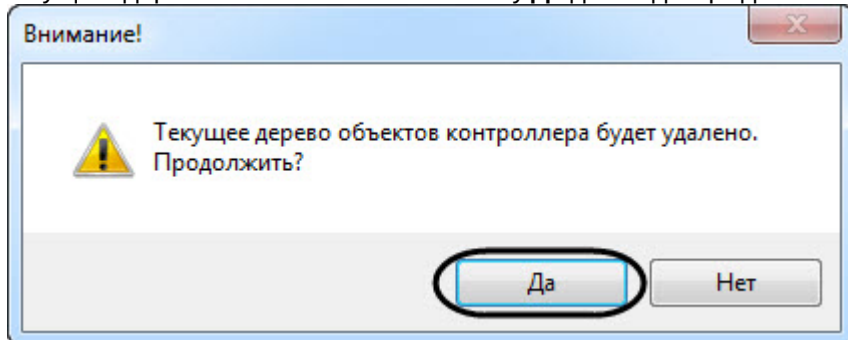 Внимание!
Текущее дерево объектов контроллера будет удалено.
Продолжить?
Да
Нет